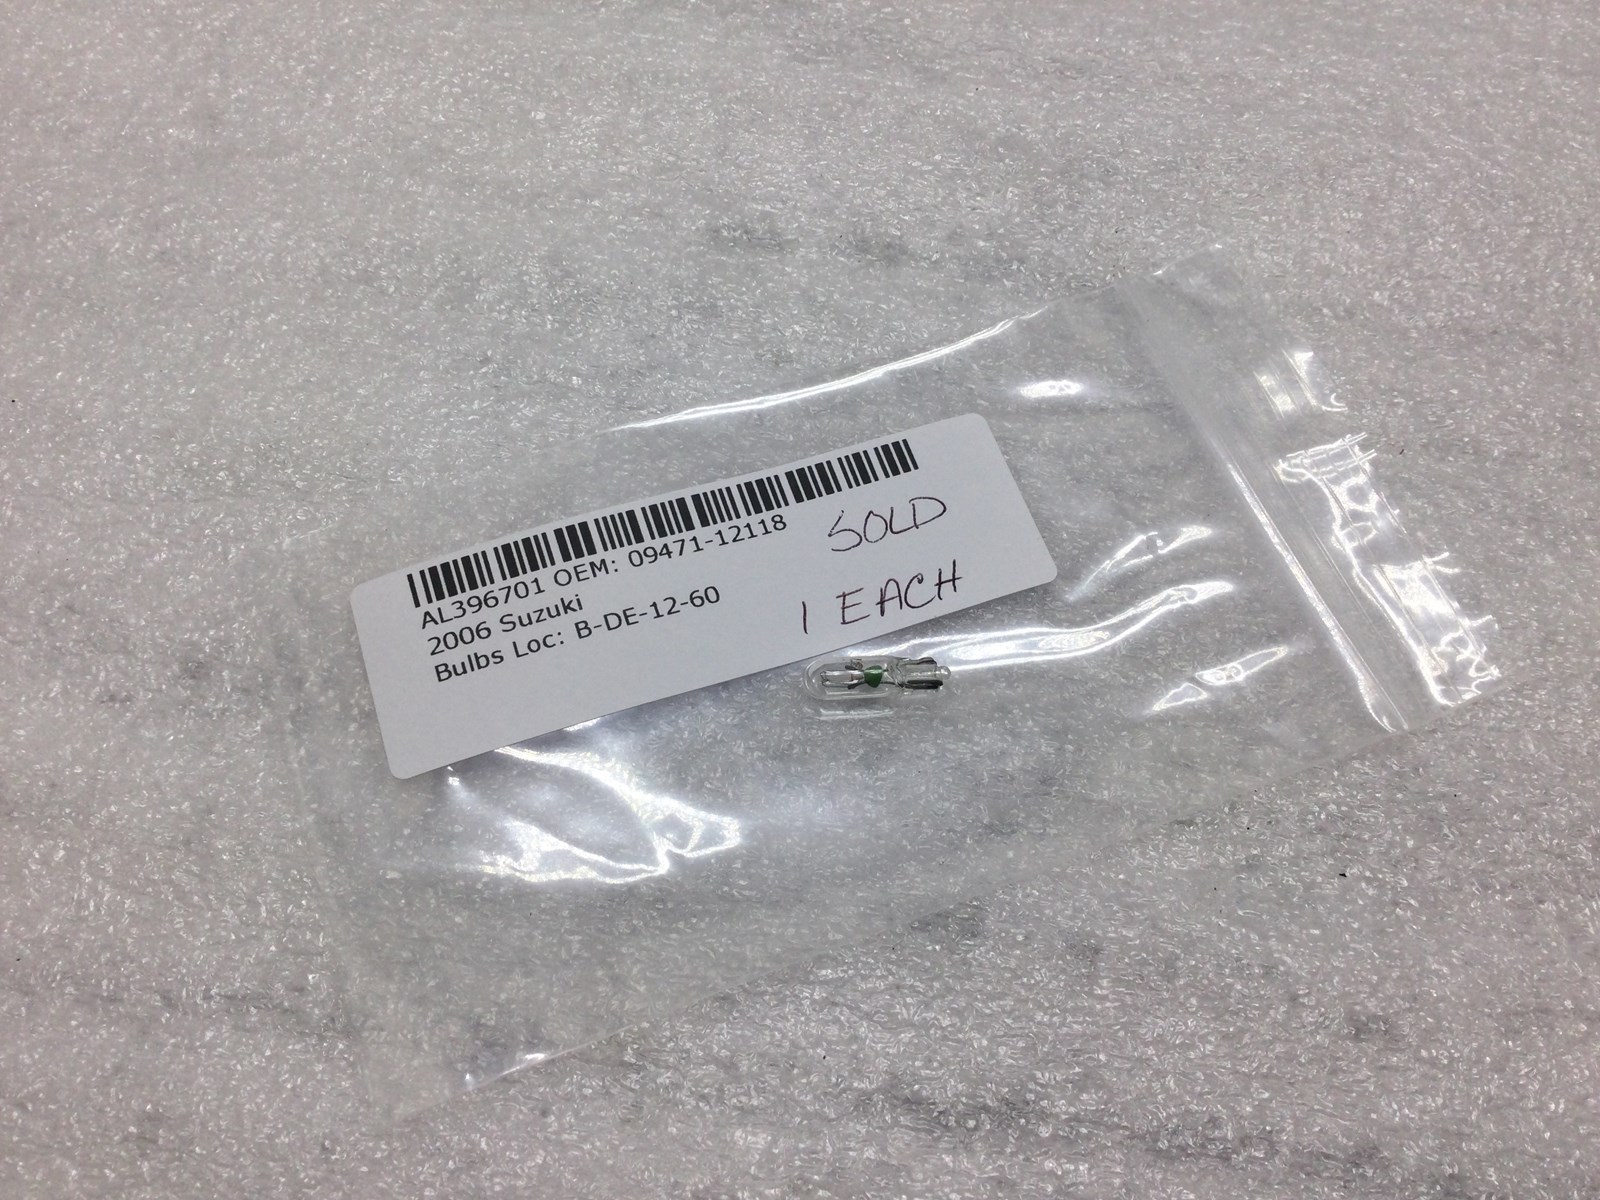 AL396701 OEM: 09471-12118
2006 Suzuki
Bulbs Loc: B-DE-12-60
SOLD
1 EACH